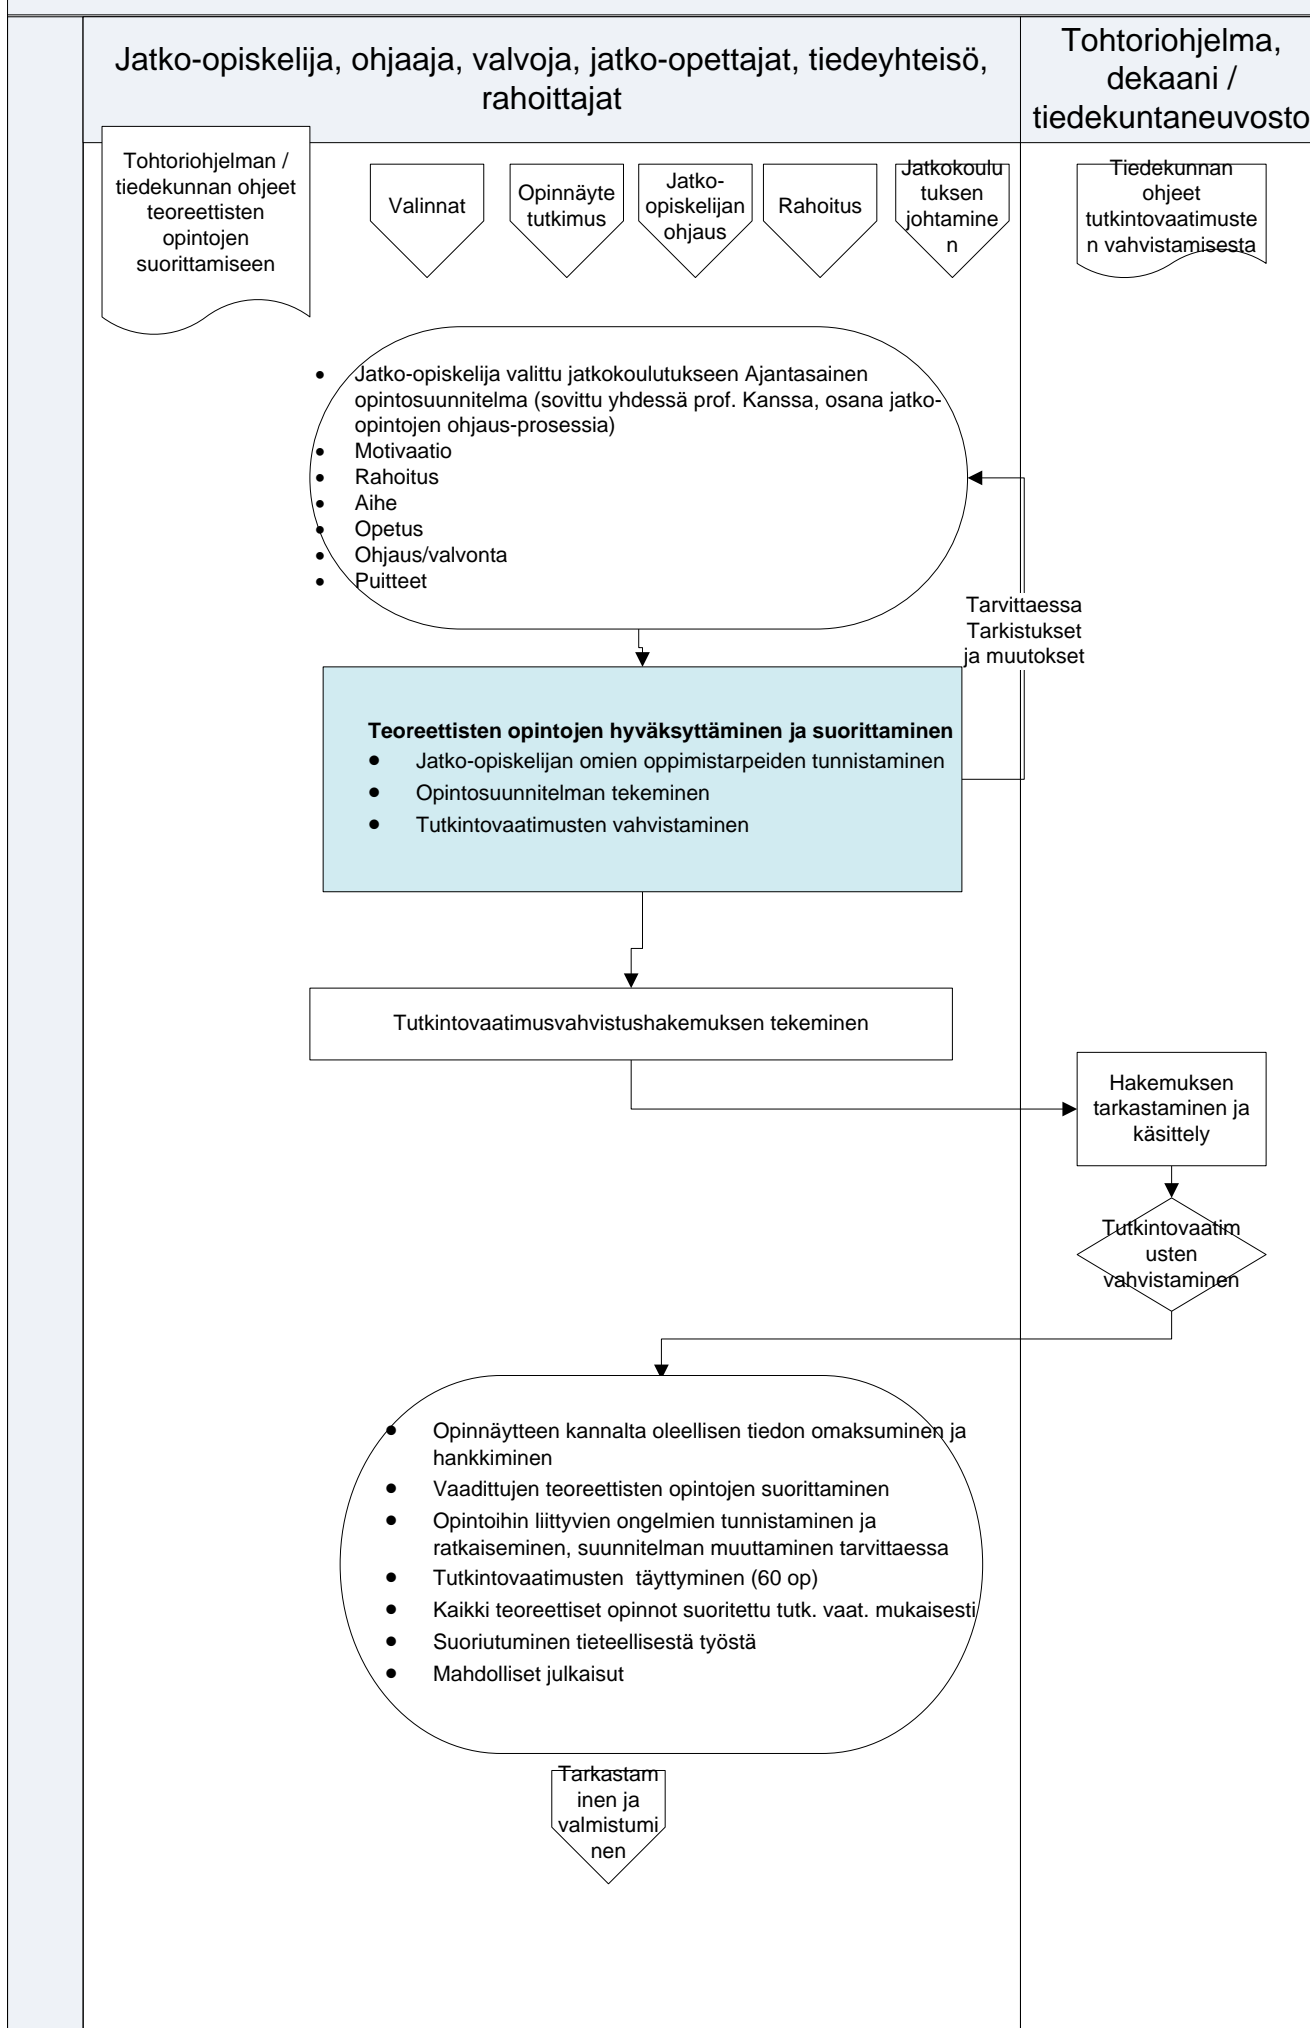 Jatko-opiskelija, ohjaaja, valvoja, jatko-opettajat, tiedeyhteisö,
rahoittajat
Tohtoriohjelma,
dekaani /
tiedekuntaneuvosto
Tohtoriohjelman /
tiedekunnan ohjeet
teoreettisten
opintojen
suorittamiseen
Valinnat
Opinnäyte
tutkimus
Jatko-
opiskelijan
ohjaus
Rahoitus
Jatkokoulu
tuksen
johtamine
n
Tiedekunnan
ohjeet
tutkintovaatimuste
n vahvistamisesta
• Jatko-opiskelija valittu jatkokoulutukseen Ajantasainen
opintosuunnitelma (sovittu yhdessä prof. Kanssa, osana jatko-
opintojen ohjaus-prosessia)
• Motivaatio
• Rahoitus
• Aihe
• Opetus
• Ohjaus/valvonta
• Puitteet
Tarvittaessa
Tarkistukset
ja muutokset
Teoreettisten opintojen hyväksyttäminen ja suorittaminen
• Jatko-opiskelijan omien oppimistarpeiden tunnistaminen
• Opintosuunnitelman tekeminen
• Tutkintovaatimusten vahvistaminen
Tutkintovaatimusvahvistushakemuksen tekeminen
Hakemuksen
tarkastaminen ja
käsittely
Tutkintovaatim
usten
vahvistaminen
• Opinnäytteen kannalta oleellisen tiedon omaksuminen ja
hankkiminen
• Vaadittujen teoreettisten opintojen suorittaminen
• Opintoihin liittyvien ongelmien tunnistaminen ja
ratkaiseminen, suunnitelman muuttaminen tarvittaessa
• Tutkintovaatimusten täyttyminen (60 op)
• Kaikki teoreettiset opinnot suoritettu tutk. vaat. mukaisesti
• Suoriutuminen tieteellisestä työstä
• Mahdolliset julkaisut
Tarkastam
inen ja
valmistumi
nen